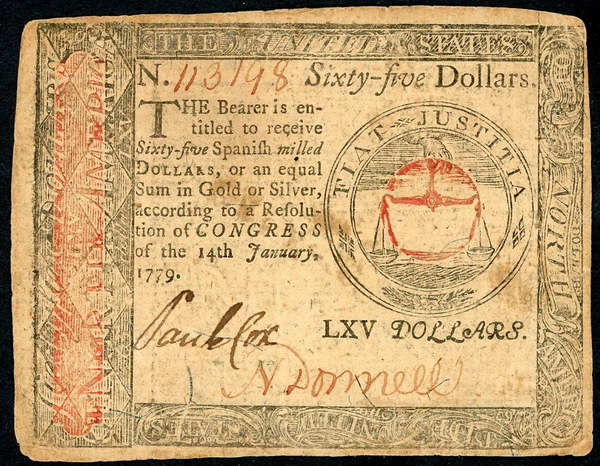 THE UNITED STATES
N. 113198 Sixty-five Dollars.
THE Bearer is en-
titled to receive
Sixty-five Spanish milled
DOLLARS, or an equal
Sum in Gold or Silver,
according to a Resolu-
tion of CONGRESS
of the 14th January,
1779.
FIAT JUSTITIA
LXV DOLLARS.
Paul Cox
N Donnell
NORTH